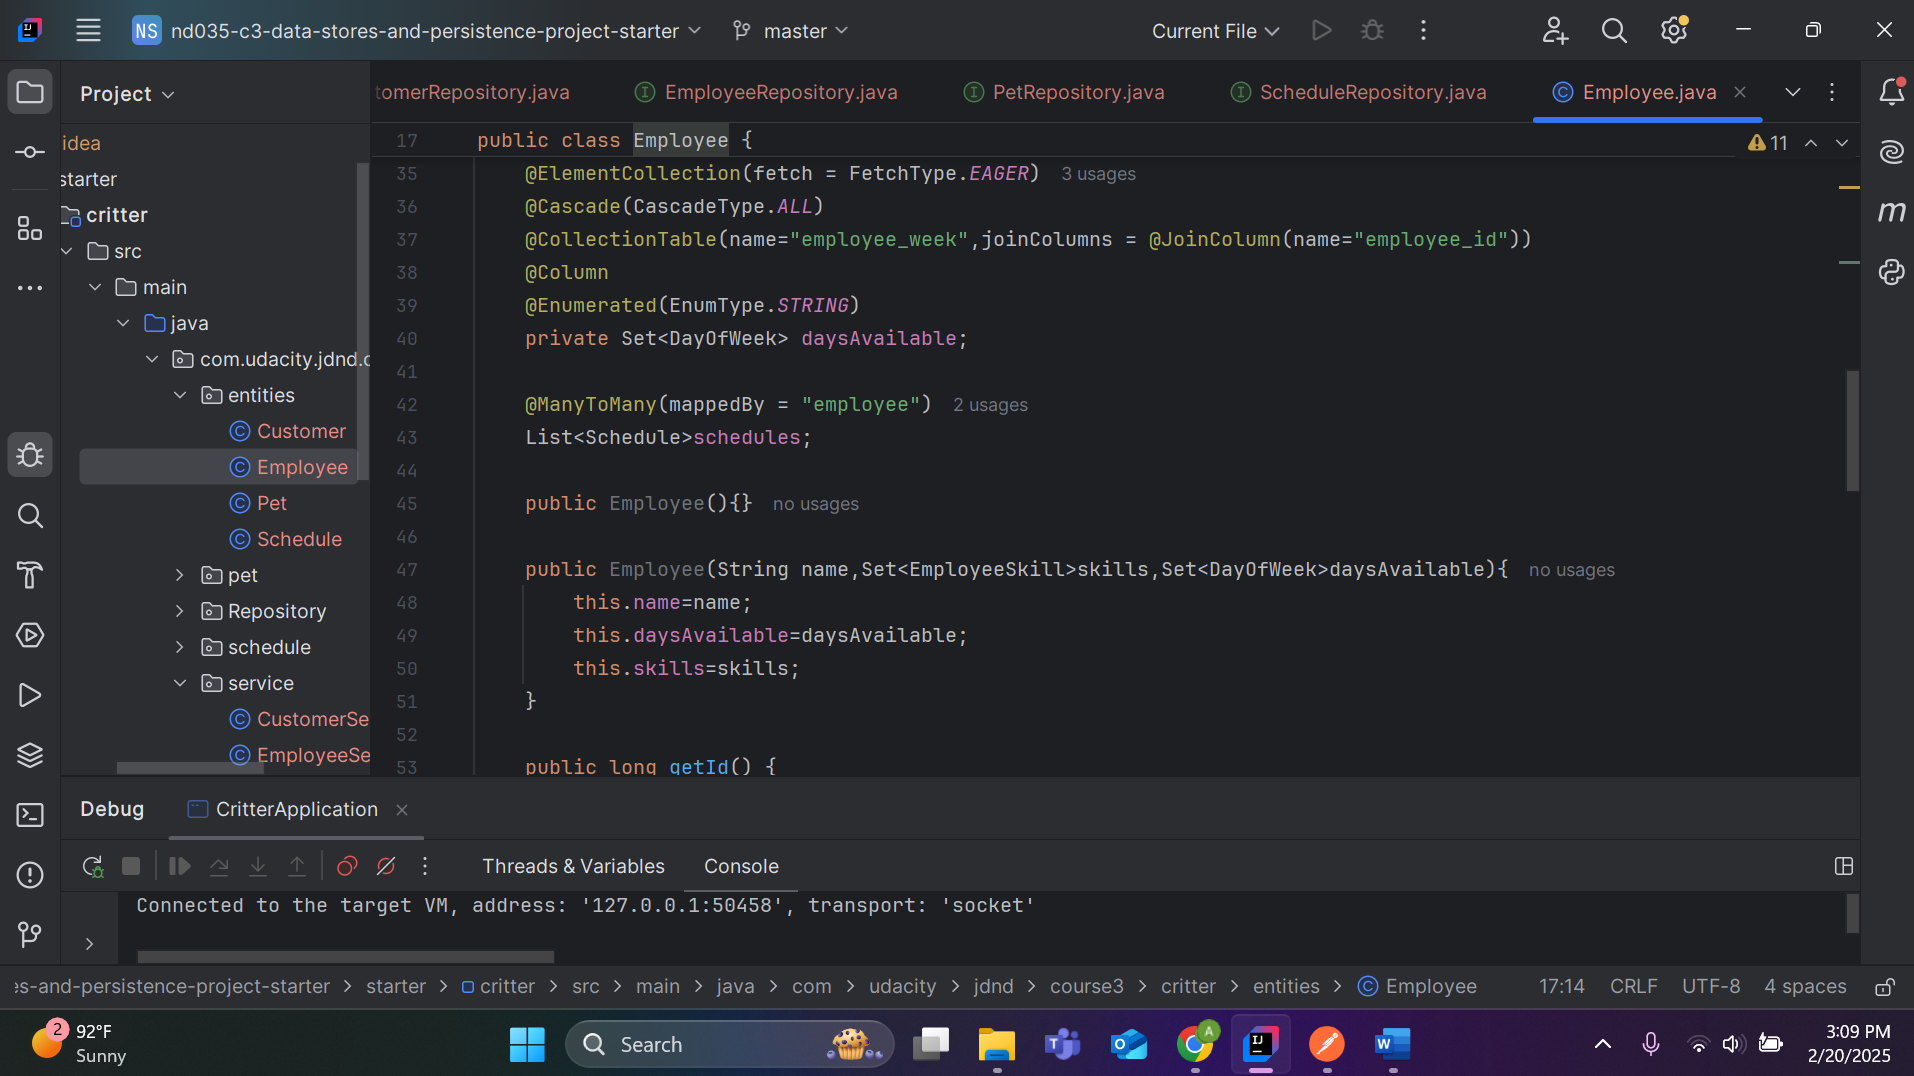 NS nd035-c3-data-stores-and-persistence-project-starter master Current File
Project
tomerRepository.java EmployeeRepository.java PetRepository.java ScheduleRepository.java Employee.java
idea
starter
critter
src
main
java
com.udacity.jdnd.c
entities
Customer
Employee
Pet
Schedule
pet
Repository
schedule
service
CustomerSe
EmployeeSe
17 public class Employee {
11
35 @ElementCollection(fetch = FetchType.EAGER) 3 usages
36 @Cascade(CascadeType.ALL)
37 @CollectionTable(name="employee_week",joinColumns = @JoinColumn(name="employee_id"))
38 @Column
39 @Enumerated(EnumType.STRING)
40 private Set<DayOfWeek> daysAvailable;
41
42 @ManyToMany(mappedBy = "employee") 2 usages
43 List<Schedule>schedules;
44
45 public Employee(){} no usages
46
47 public Employee(String name,Set<EmployeeSkill>skills,Set<DayOfWeek>daysAvailable){ no usages
48 this.name=name;
49 this.daysAvailable=daysAvailable;
50 this.skills=skills;
51 }
52
53 public long getId() {
m
Debug CritterApplication
Threads & Variables Console
Connected to the target VM, address: '127.0.0.1:50458', transport: 'socket'
es-and-persistence-project-starter > starter > critter > src > main > java > com > udacity > jdnd > course3 > critter > entities > Employee 17:14 CRLF UTF-8 4 spaces
2 92°F
Sunny
Search
A
3:09 PM
2/20/2025